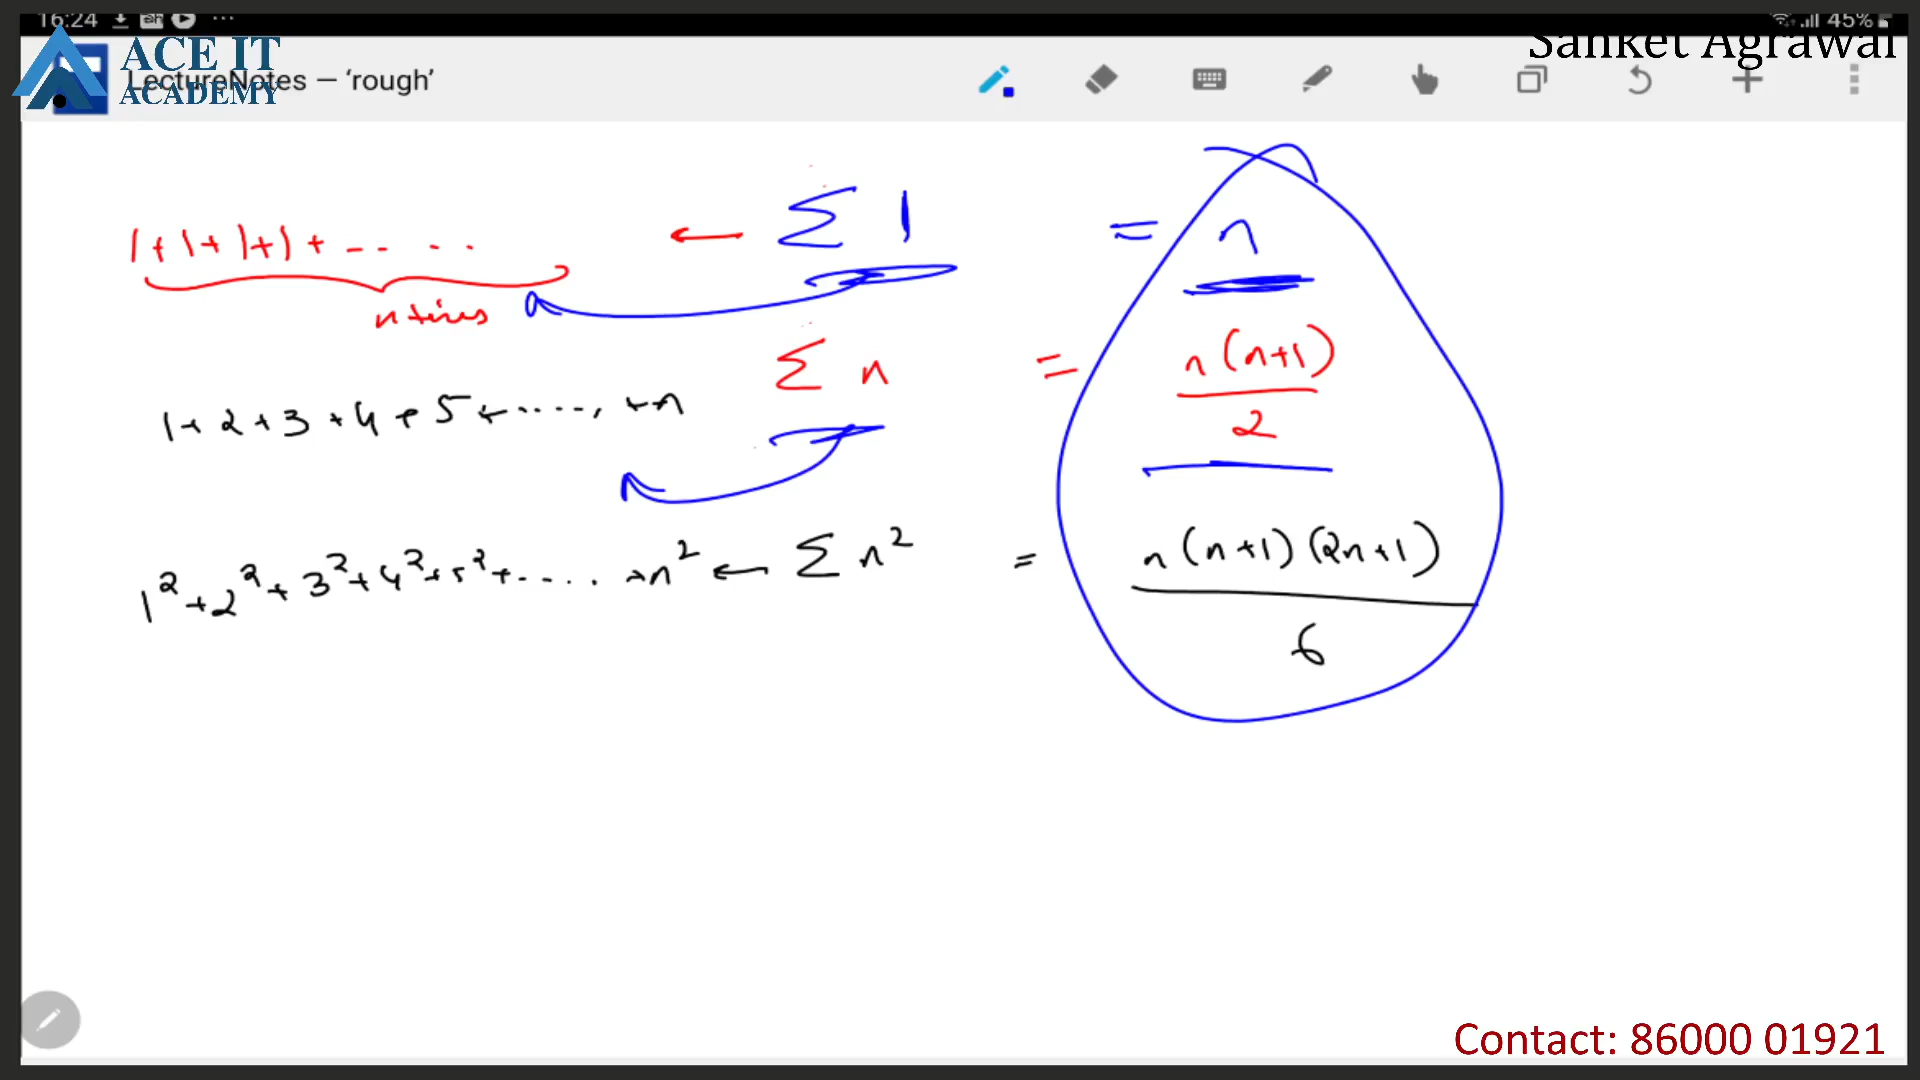 16:24 45%
Sanket Agrawal
ACE IT
ACADEMY
LectureNotes — ‘rough’
1+1+1+1+-- -- ← Σ 1 = n
n times
Σ n = n(n+1)/2
1+2+3+4+5+....,+n
1²+2²+3²+4²+5²+.... +n² ← Σ n² = n(n+1)(2n+1)/6
Contact: 86000 01921